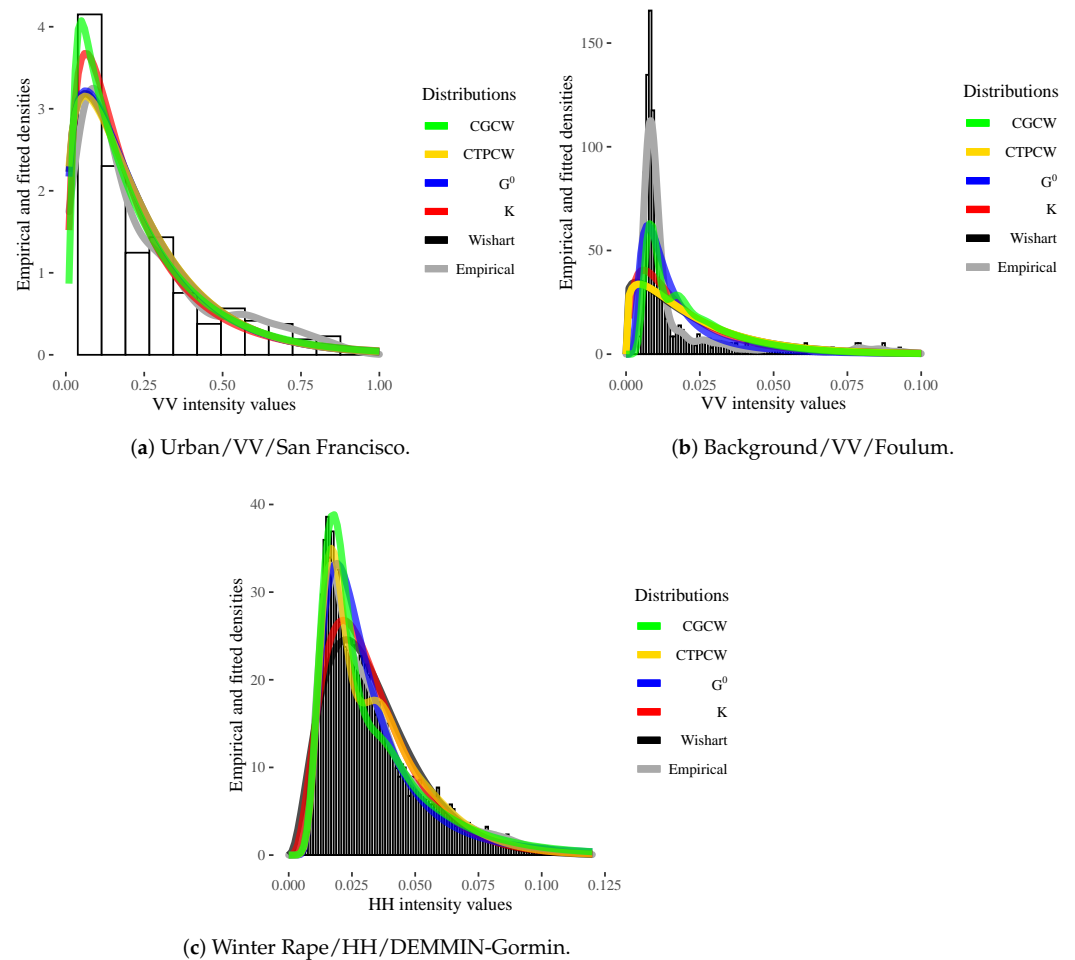 Empirical and fitted densities
4
3
2
1
0
0.00
0.25
0.50
0.75
1.00
VV intensity values
Distributions
CGCW
CTPCW
G⁰
K
Wishart
Empirical
(a) Urban/VV/San Francisco.
Empirical and fitted densities
150
100
50
0
0.000
0.025
0.050
0.075
0.100
VV intensity values
Distributions
CGCW
CTPCW
G⁰
K
Wishart
Empirical
(b) Background/VV/Foulum.
Empirical and fitted densities
40
30
20
10
0
0.000
0.025
0.050
0.075
0.100
0.125
HH intensity values
Distributions
CGCW
CTPCW
G⁰
K
Wishart
Empirical
(c) Winter Rape/HH/DEMMIN-Gormin.